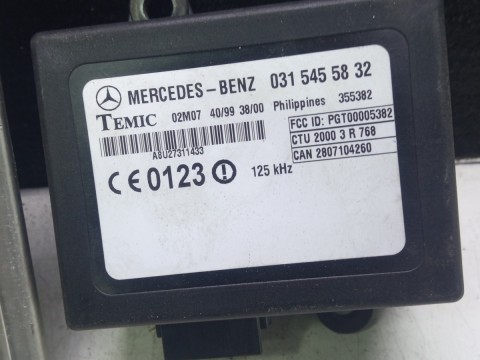 MERCEDES-BENZ 031 545 58 32
TEMIC 02M07 40/99 38/00 Philippines 355382
FCC ID: PGT00005382
CTU 2000 3 R 768
CAN 2807104260
A8U27311433
CE 0123 ! 125 kHz